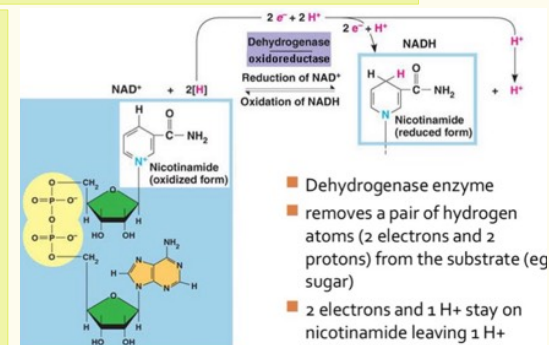 2 e⁻ + 2 H⁺
2 e⁻ + H⁺
Dehydrogenase
oxidoreductase
NADH
H⁺
NAD⁺ + 2[H]
Reduction of NAD⁺
Oxidation of NADH
+ H⁺
H
O
C
NH₂
N⁺
Nicotinamide
(oxidized form)
H
H
O
C
NH₂
N
Nicotinamide
(reduced form)
O
CH₂
O
O=P–O⁻
H
H
O
HO
OH
O=P–O⁻
O
CH₂
NH₂
N
N
H
N
N
H
O
H
H
HO
OH
Dehydrogenase enzyme
removes a pair of hydrogen
atoms (2 electrons and 2
protons) from the substrate (eg
sugar)
2 electrons and 1 H+ stay on
nicotinamide leaving 1 H+